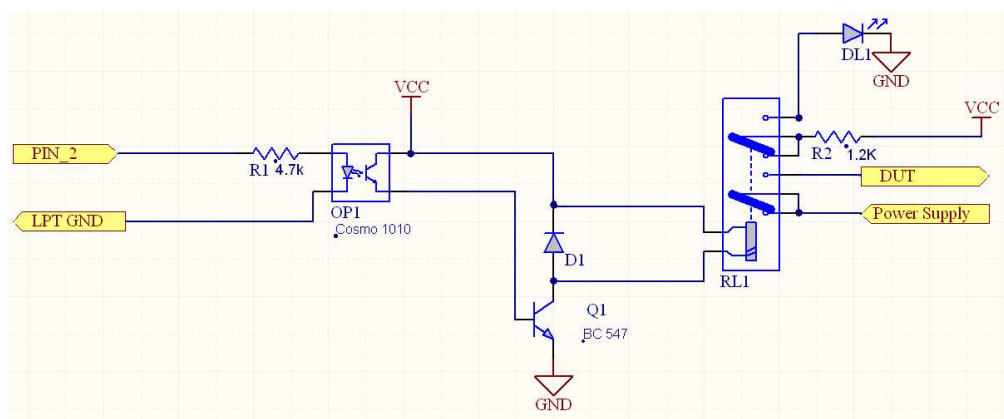 DL1
GND
VCC
VCC
PIN_2
R1
4.7k
R2
1.2K
DUT
LPT GND
OP1
Cosmo 1010
Power Supply
D1
RL1
Q1
BC 547
GND